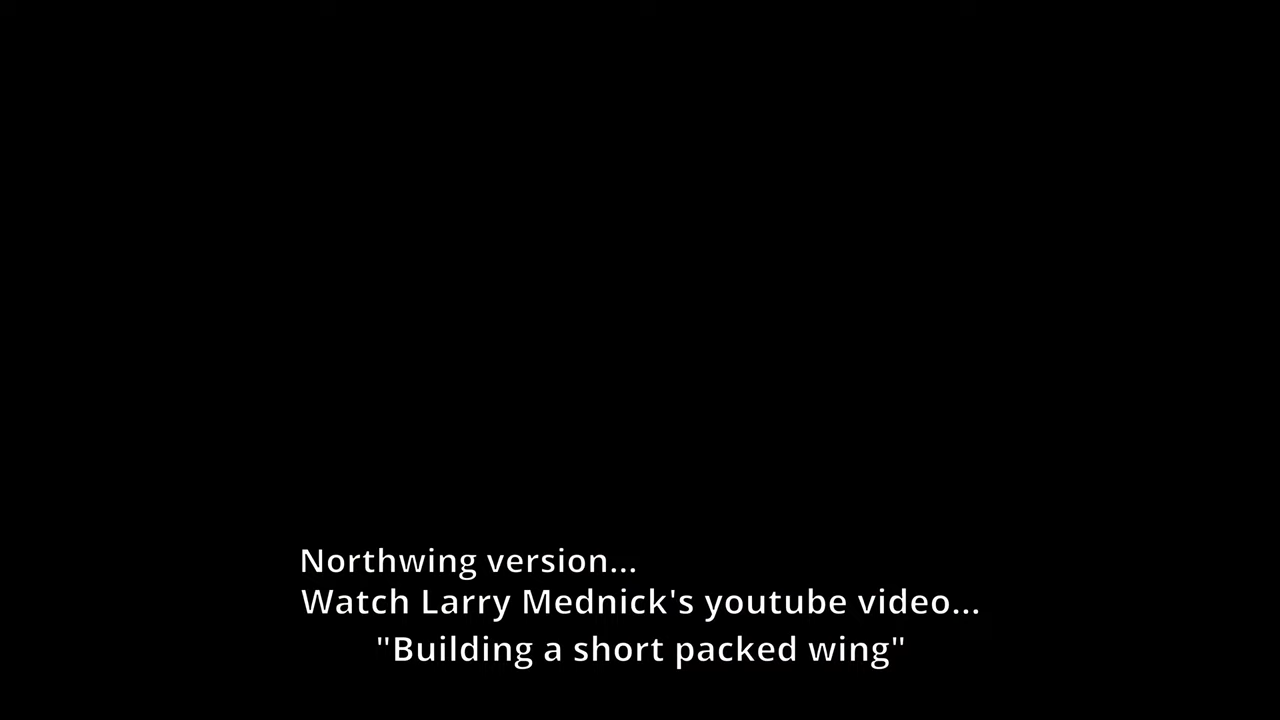 Northwing version...
Watch Larry Mednick's youtube video...
"Building a short packed wing"